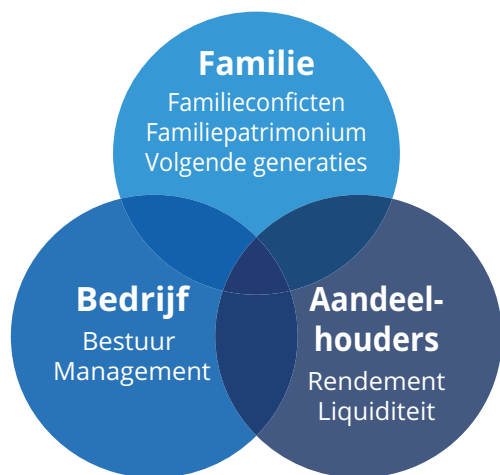 Familie
Familieconficten
Familiepatrimonium
Volgende generaties
Bedrijf
Bestuur
Management
Aandeel-
houders
Rendement
Liquiditeit